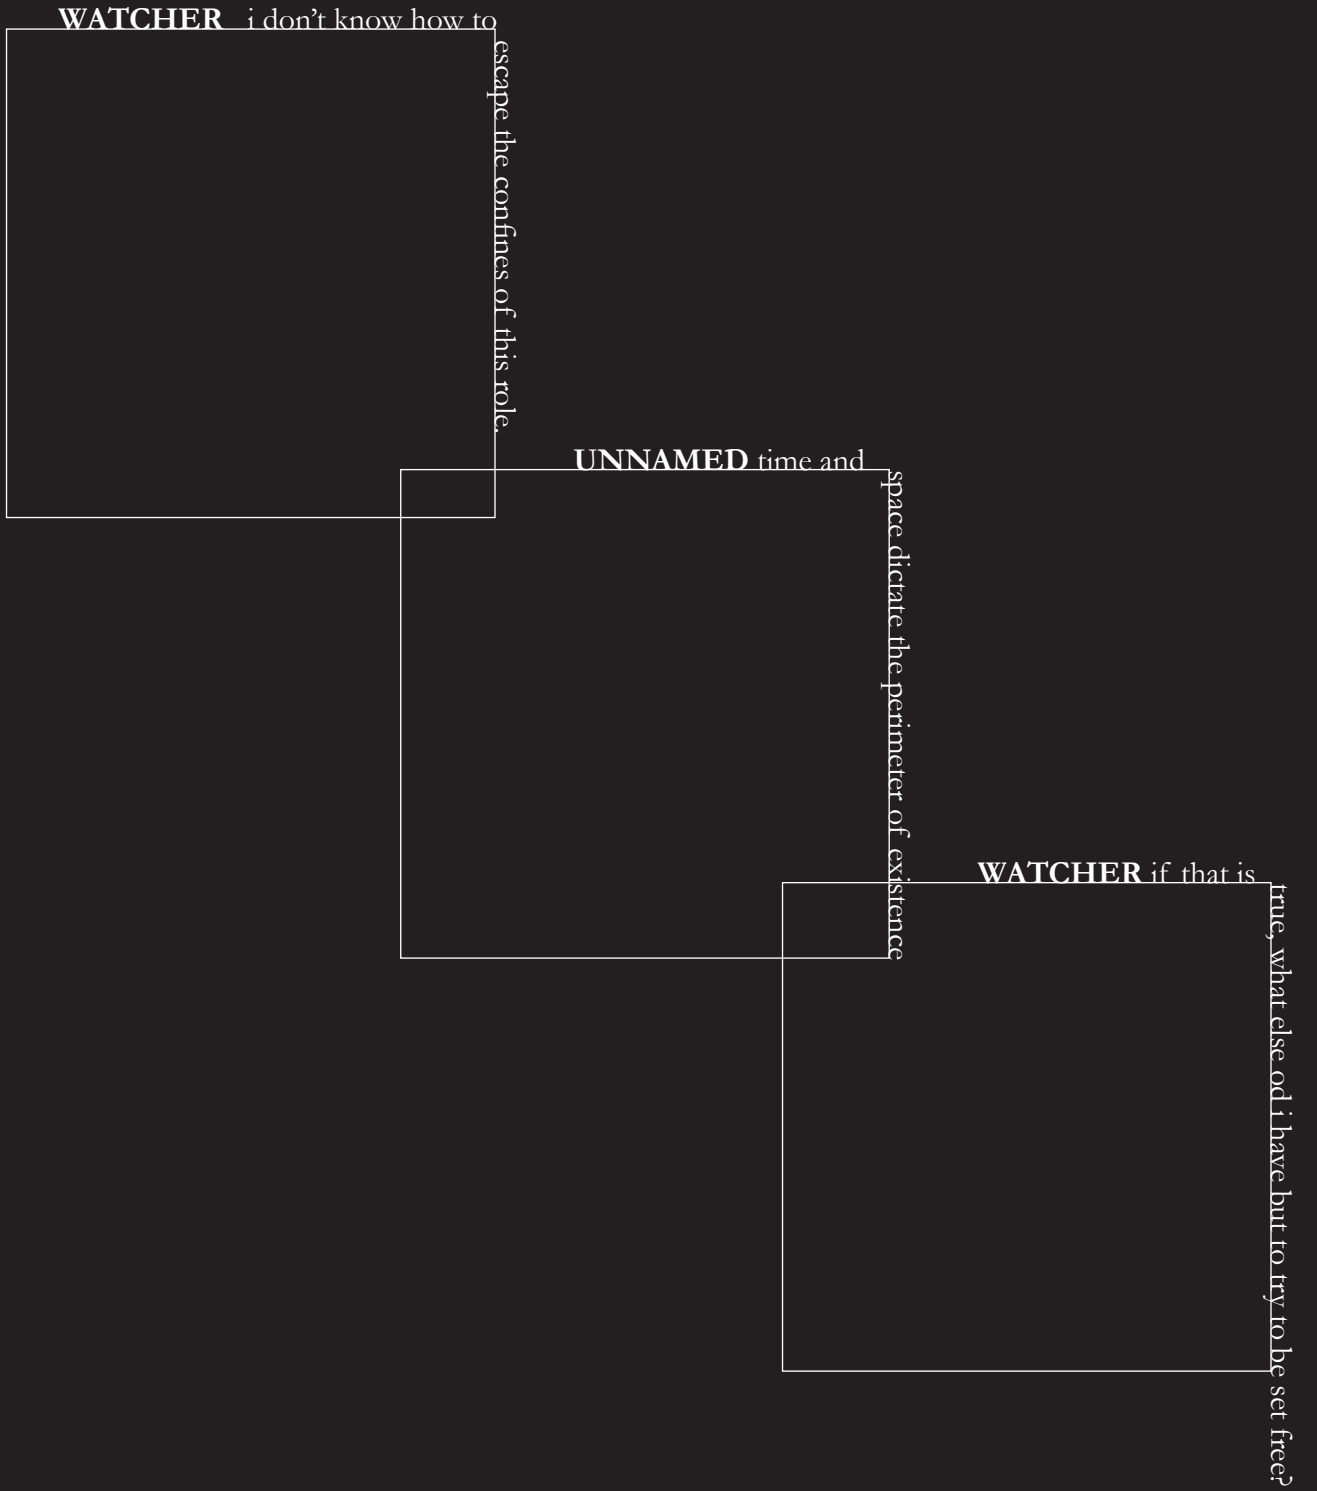 WATCHER i don’t know how to
escape the confines of this role.
UNNAMED time and
space dictate the perimeter of existence
WATCHER if that is
true, what else od i have but to try to be set free?